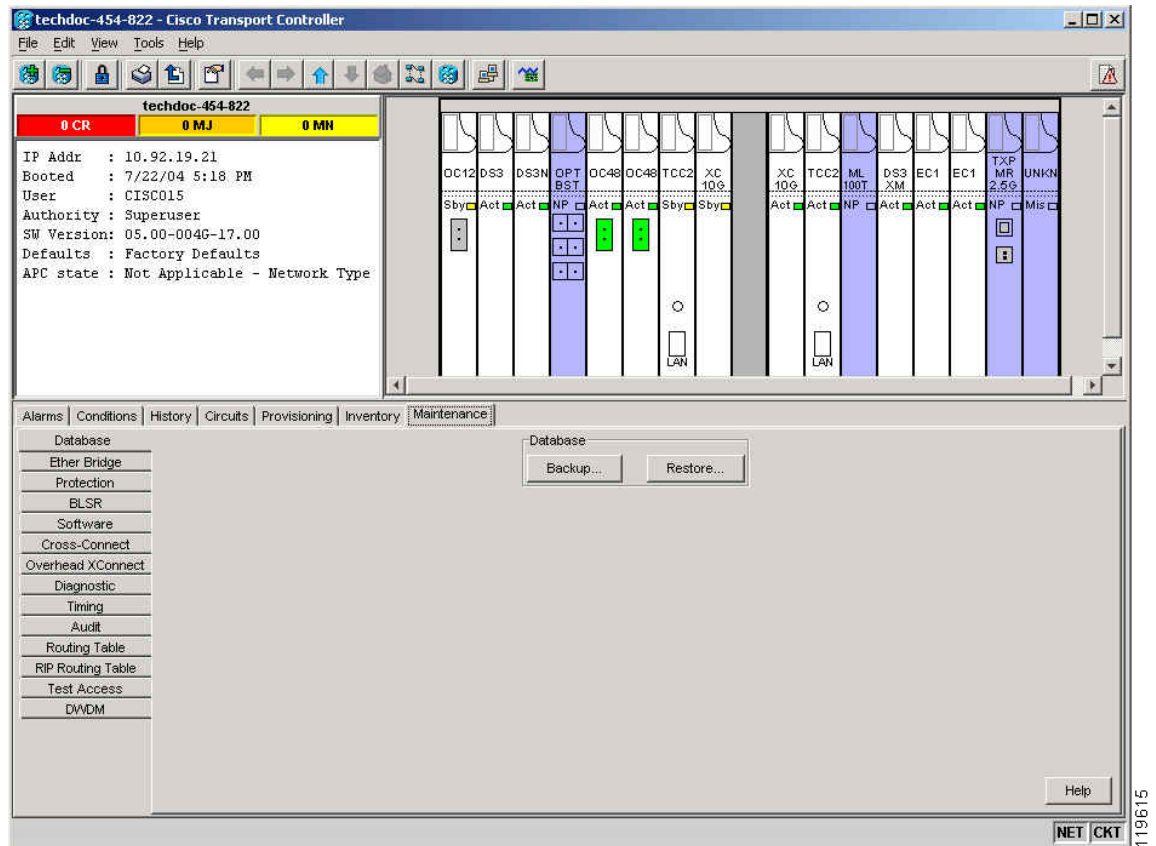 techdoc-454-822 - Cisco Transport Controller
File Edit View Tools Help
techdoc-454-822
0 CR 0 MJ 0 MN
IP Addr : 10.92.19.21
Booted : 7/22/04 5:18 PM
User : CISCO15
Authority : Superuser
SW Version: 05.00-004G-17.00
Defaults : Factory Defaults
APC state : Not Applicable - Network Type
OC12 DS3 DS3N OPT BST OC48 OC48 TCC2 XC 10G XC 10G TCC2 ML 100T DS3 XM EC1 EC1 TXP MR 2.5G UNKN
Sby Act Act NP Act Act Sby Sby Act Act NP Act Act Act NP Mis
LAN LAN
Alarms Conditions History Circuits Provisioning Inventory Maintenance
Database
Ether Bridge
Protection
BLSR
Software
Cross-Connect
Overhead XConnect
Diagnostic
Timing
Audit
Routing Table
RIP Routing Table
Test Access
DWDM
Database
Backup... Restore...
Help
NET CKT
119615